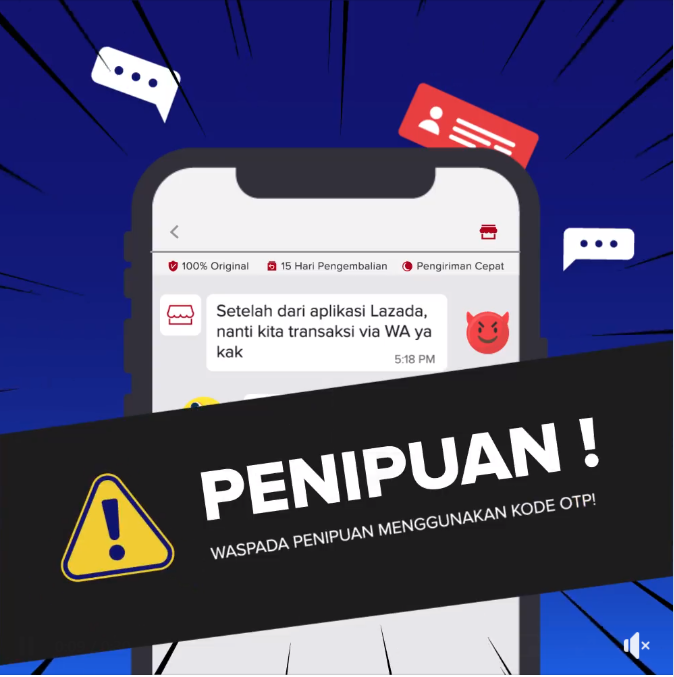 100% Original 15 Hari Pengembalian Pengiriman Cepat
Setelah dari aplikasi Lazada,
nanti kita transaksi via WA ya
kak
5:18 PM
PENIPUAN !
WASPADA PENIPUAN MENGGUNAKAN KODE OTP!